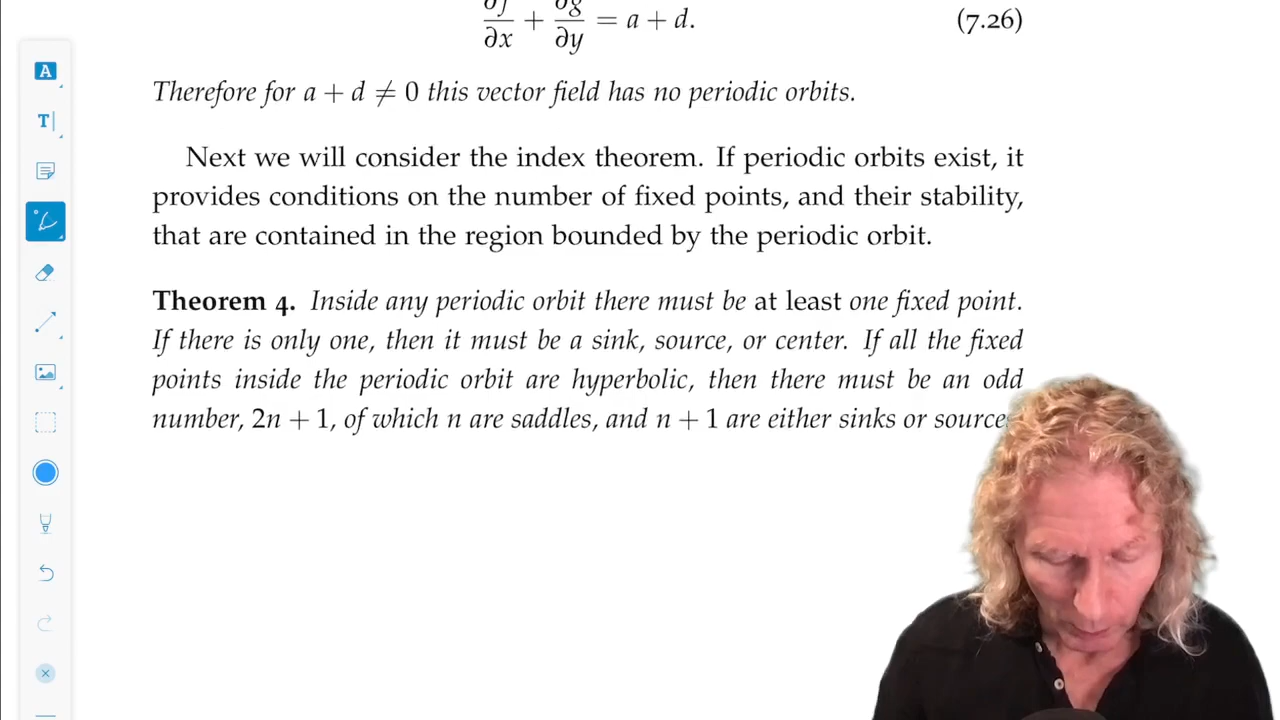 ∂f/∂x + ∂g/∂y = a + d. (7.26)
Therefore for a + d ≠ 0 this vector field has no periodic orbits.
Next we will consider the index theorem. If periodic orbits exist, it
provides conditions on the number of fixed points, and their stability,
that are contained in the region bounded by the periodic orbit.
Theorem 4. Inside any periodic orbit there must be at least one fixed point.
If there is only one, then it must be a sink, source, or center. If all the fixed
points inside the periodic orbit are hyperbolic, then there must be an odd
number, 2n + 1, of which n are saddles, and n + 1 are either sinks or sources
A
T